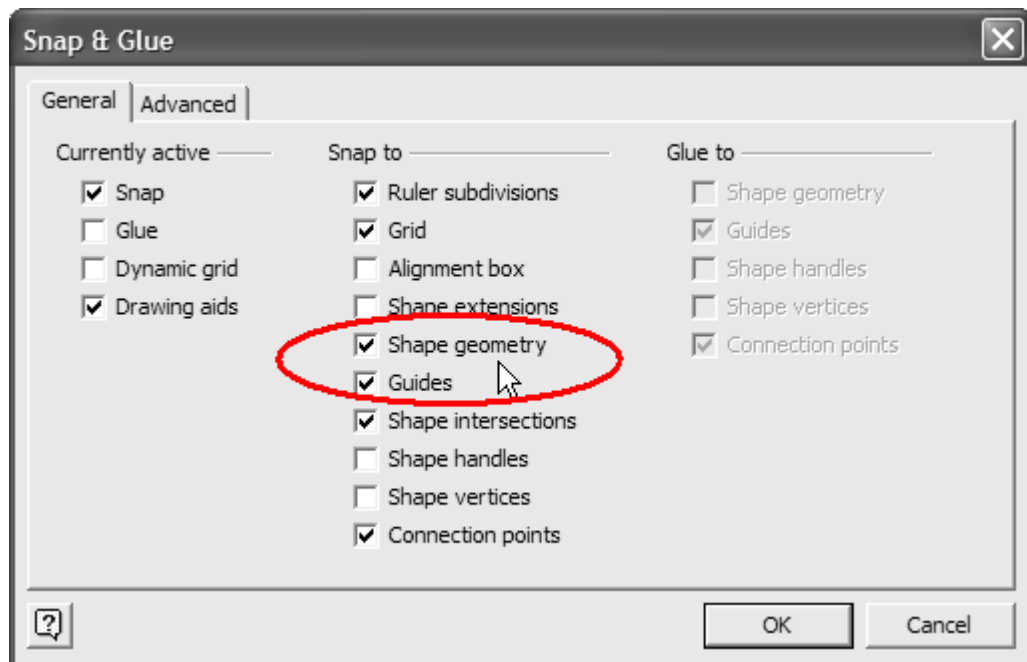 Snap & Glue
General
Advanced
Currently active
Snap
Glue
Dynamic grid
Drawing aids
Snap to
Ruler subdivisions
Grid
Alignment box
Shape extensions
Shape geometry
Guides
Shape intersections
Shape handles
Shape vertices
Connection points
Glue to
Shape geometry
Guides
Shape handles
Shape vertices
Connection points
?
OK
Cancel